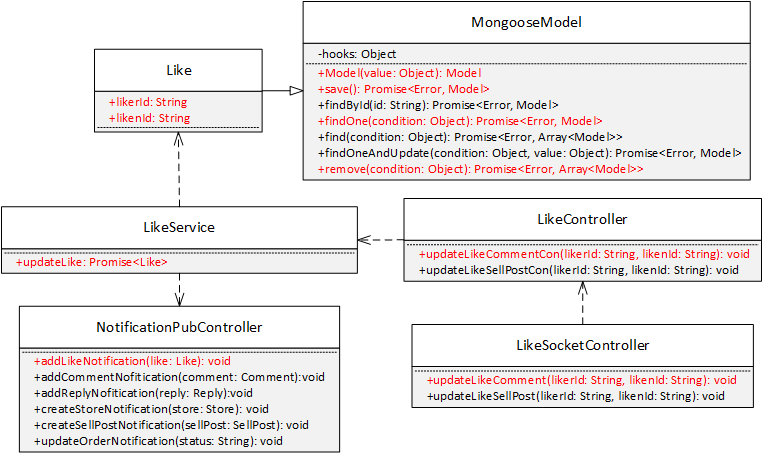 MongooseModel
-hooks: Object
+Model(value: Object): Model
+save(): Promise<Error, Model>
+findById(id: String): Promise<Error, Model>
+findOne(condition: Object): Promise<Error, Model>
+find(condition: Object): Promise<Error, Array<Model>>
+findOneAndUpdate(condition: Object, value: Object): Promise<Error, Model>
+remove(condition: Object): Promise<Error, Array<Model>>
Like
+likerId: String
+likenId: String
LikeService
+updateLike: Promise<Like>
LikeController
+updateLikeCommentCon(likerId: String, likenId: String): void
+updateLikeSellPostCon(likerId: String, likenId: String): void
NotificationPubController
+addLikeNotification(like: Like): void
+addCommentNofitication(comment: Comment):void
+addReplyNofitication(reply: Reply):void
+createStoreNotification(store: Store): void
+createSellPostNotification(sellPost: SellPost): void
+updateOrderNotification(status: String): void
LikeSocketController
+updateLikeComment(likerId: String, likenId: String): void
+updateLikeSellPost(likerId: String, likenId: String): void